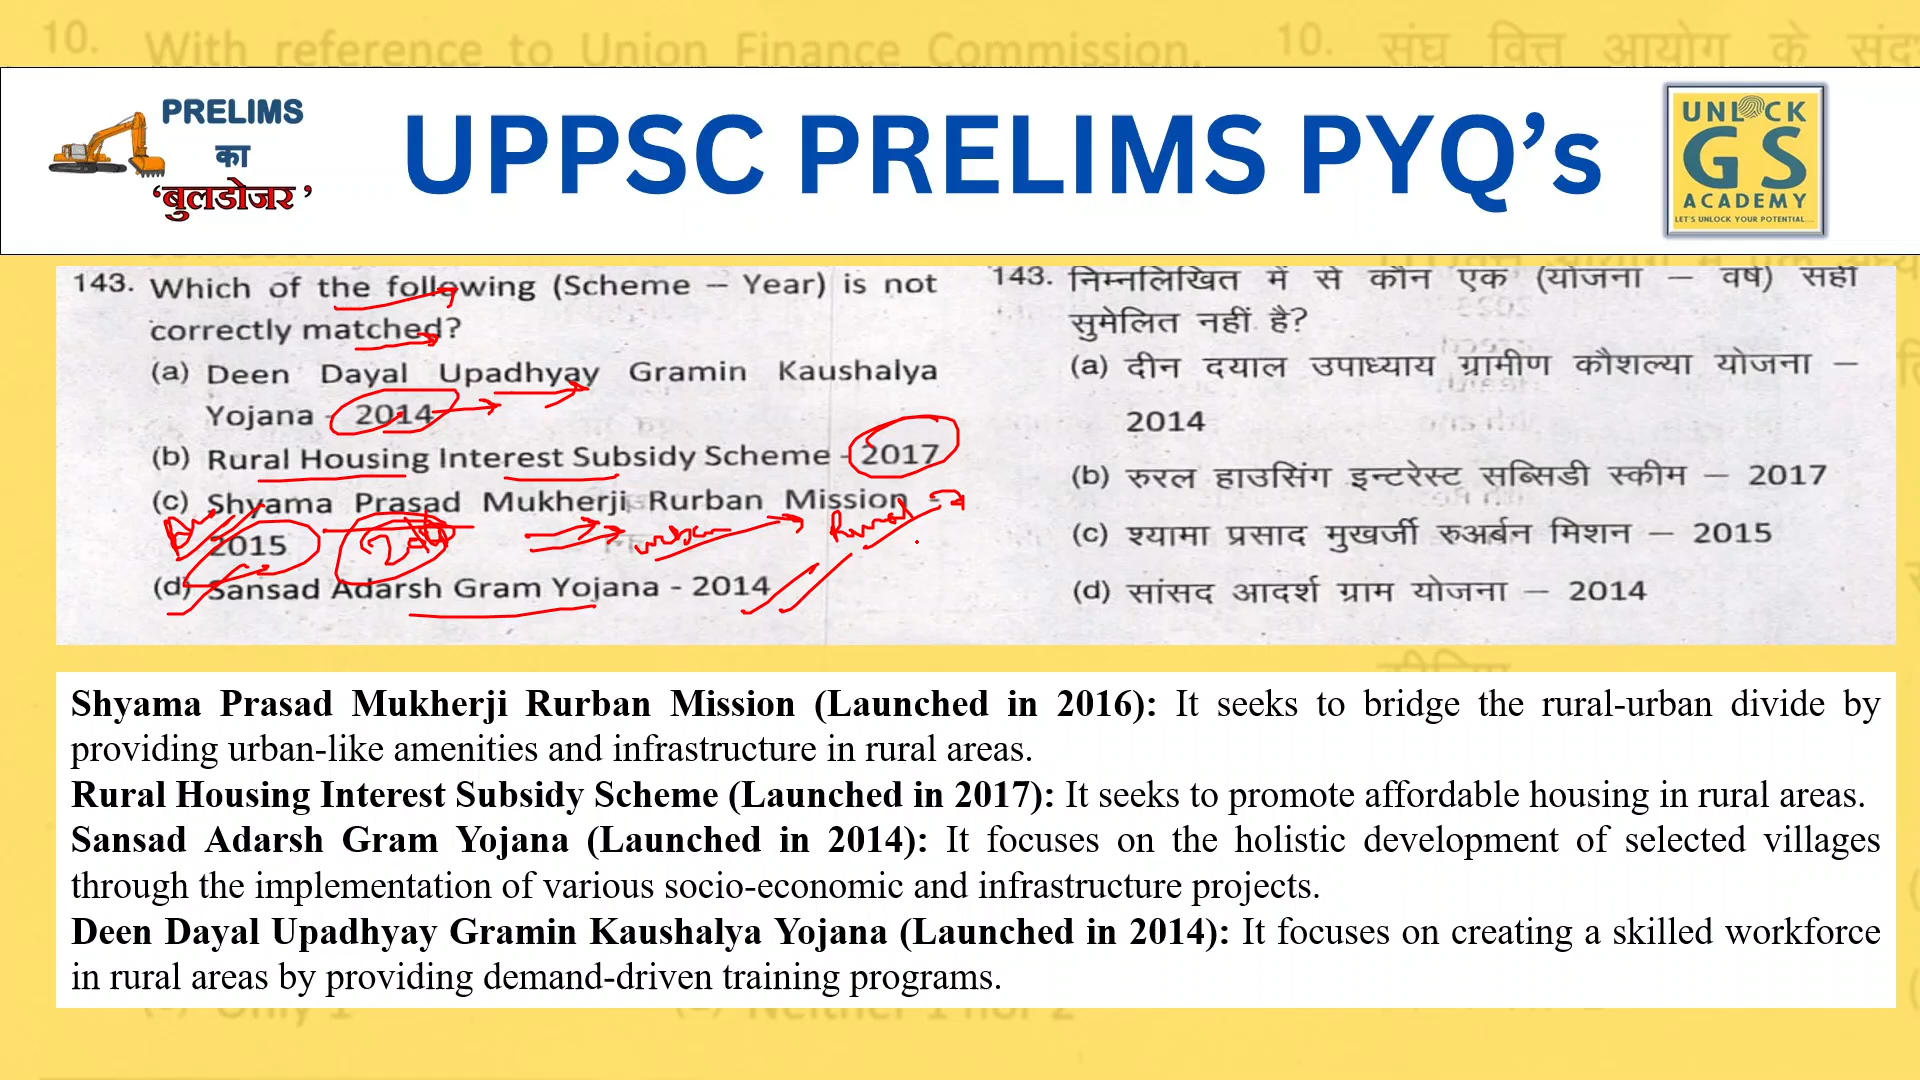 10. With reference to Union Finance Commission, 10. संघ वित्त आयोग के संदर्भ
PRELIMS
का
'बुलडोजर'
UPPSC PRELIMS PYQ's
UNLOCK
GS
ACADEMY
LET'S UNLOCK YOUR POTENTIAL....
143. Which of the following (Scheme – Year) is not
correctly matched?
(a) Deen Dayal Upadhyay Gramin Kaushalya
Yojana - 2014
(b) Rural Housing Interest Subsidy Scheme - 2017
(c) Shyama Prasad Mukherji Rurban Mission -
2015
urban
Rural
(d) Sansad Adarsh Gram Yojana - 2014
143. निम्नलिखित में से कौन एक (योजना – वर्ष) सही
सुमेलित नहीं है?
(a) दीन दयाल उपाध्याय ग्रामीण कौशल्या योजना –
2014
(b) रुरल हाउसिंग इन्टरेस्ट सब्सिडी स्कीम – 2017
(c) श्यामा प्रसाद मुखर्जी रुअर्बन मिशन – 2015
(d) सांसद आदर्श ग्राम योजना – 2014
Shyama Prasad Mukherji Rurban Mission (Launched in 2016): It seeks to bridge the rural-urban divide by
providing urban-like amenities and infrastructure in rural areas.
Rural Housing Interest Subsidy Scheme (Launched in 2017): It seeks to promote affordable housing in rural areas.
Sansad Adarsh Gram Yojana (Launched in 2014): It focuses on the holistic development of selected villages
through the implementation of various socio-economic and infrastructure projects.
Deen Dayal Upadhyay Gramin Kaushalya Yojana (Launched in 2014): It focuses on creating a skilled workforce
in rural areas by providing demand-driven training programs.
Only 1
Neither 1 nor 2